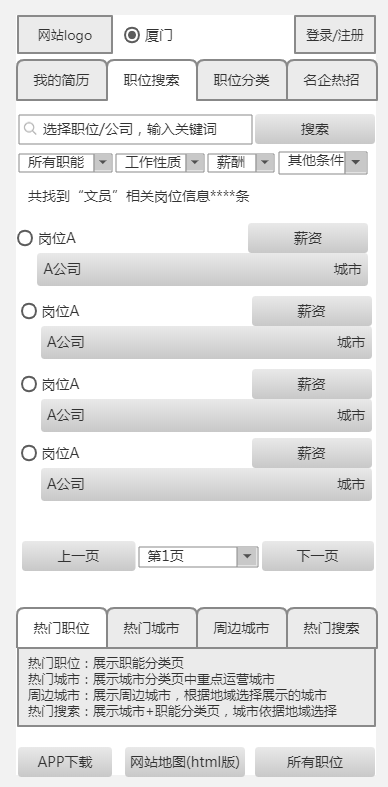 网站logo 厦门 登录/注册
我的简历 职位搜索 职位分类 名企热招
选择职位/公司，输入关键词 搜索
所有职能 工作性质 薪酬 其他条件
共找到“文员”相关岗位信息****条
岗位A 薪资
A公司 城市
岗位A 薪资
A公司 城市
岗位A 薪资
A公司 城市
岗位A 薪资
A公司 城市
上一页 第1页 下一页
热门职位 热门城市 周边城市 热门搜索
热门职位：展示职能分类页
热门城市：展示城市分类页中重点运营城市
周边城市：展示周边城市，根据地域选择展示的城市
热门搜索：展示城市+职能分类页，城市依据地域选择
APP下载 网站地图(html版) 所有职位